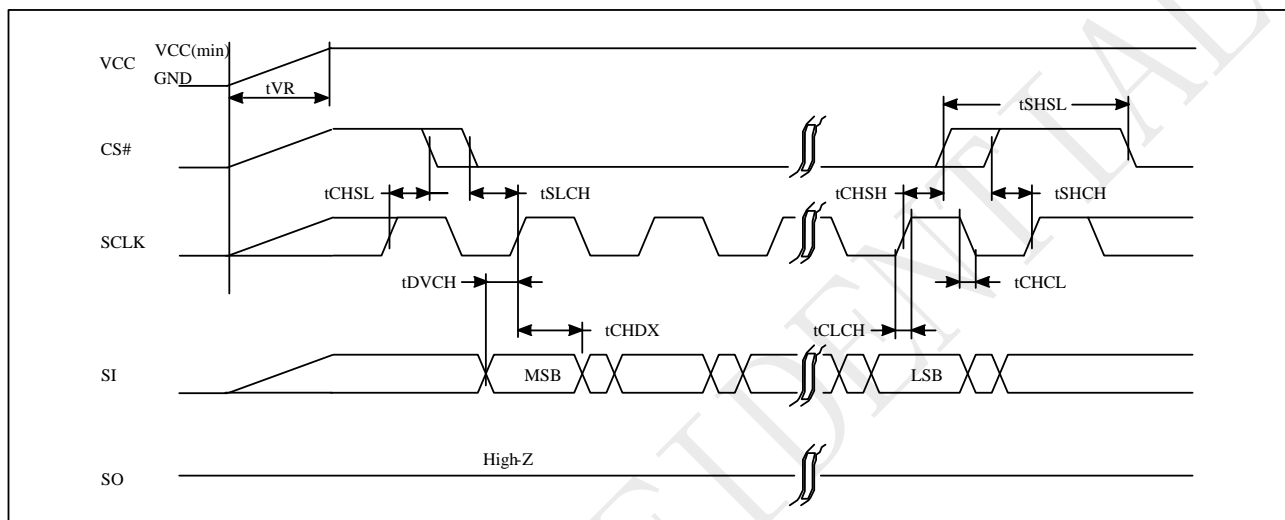 VCC
VCC(min)
GND
tVR
tSHSL
CS#
tCHSL
tSLCH
tCHSH
tSHCH
SCLK
tDVCH
tCHCL
tCHDX
tCLCH
SI
MSB
LSB
High-Z
SO